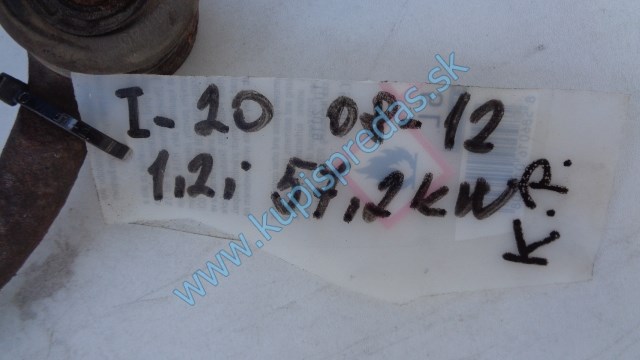 I-20 08-12
1,2i 57,2kW
K.P.
www.kupispredas.sk